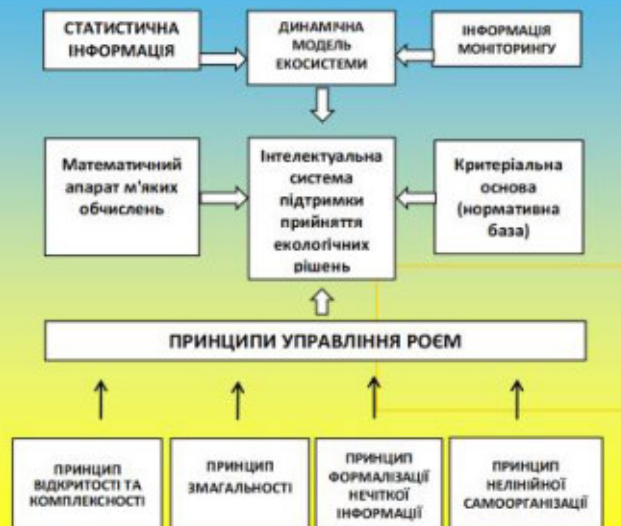 СТАТИСТИЧНА
ІНФОРМАЦІЯ
ДИНАМІЧНА
МОДЕЛЬ
ЕКОСИСТЕМИ
ІНФОРМАЦІЯ
МОНІТОРИНГУ
Математичний
апарат м'яких
обчислень
Інтелектуальна
система
підтримки
прийняття
екологічних
рішень
Критеріальна
основа
(нормативна
база)
ПРИНЦИПИ УПРАВЛІННЯ РОЄМ
ПРИНЦИП
ВІДКРИТОСТІ ТА
КОМПЛЕКСНОСТІ
ПРИНЦИП
ЗМАГАЛЬНОСТІ
ПРИНЦИП
ФОРМАЛІЗАЦІЇ
НЕЧІТКОЇ
ІНФОРМАЦІЇ
ПРИНЦИП
НЕЛІНІЙНОЇ
САМООРГАНІЗАЦІЇ